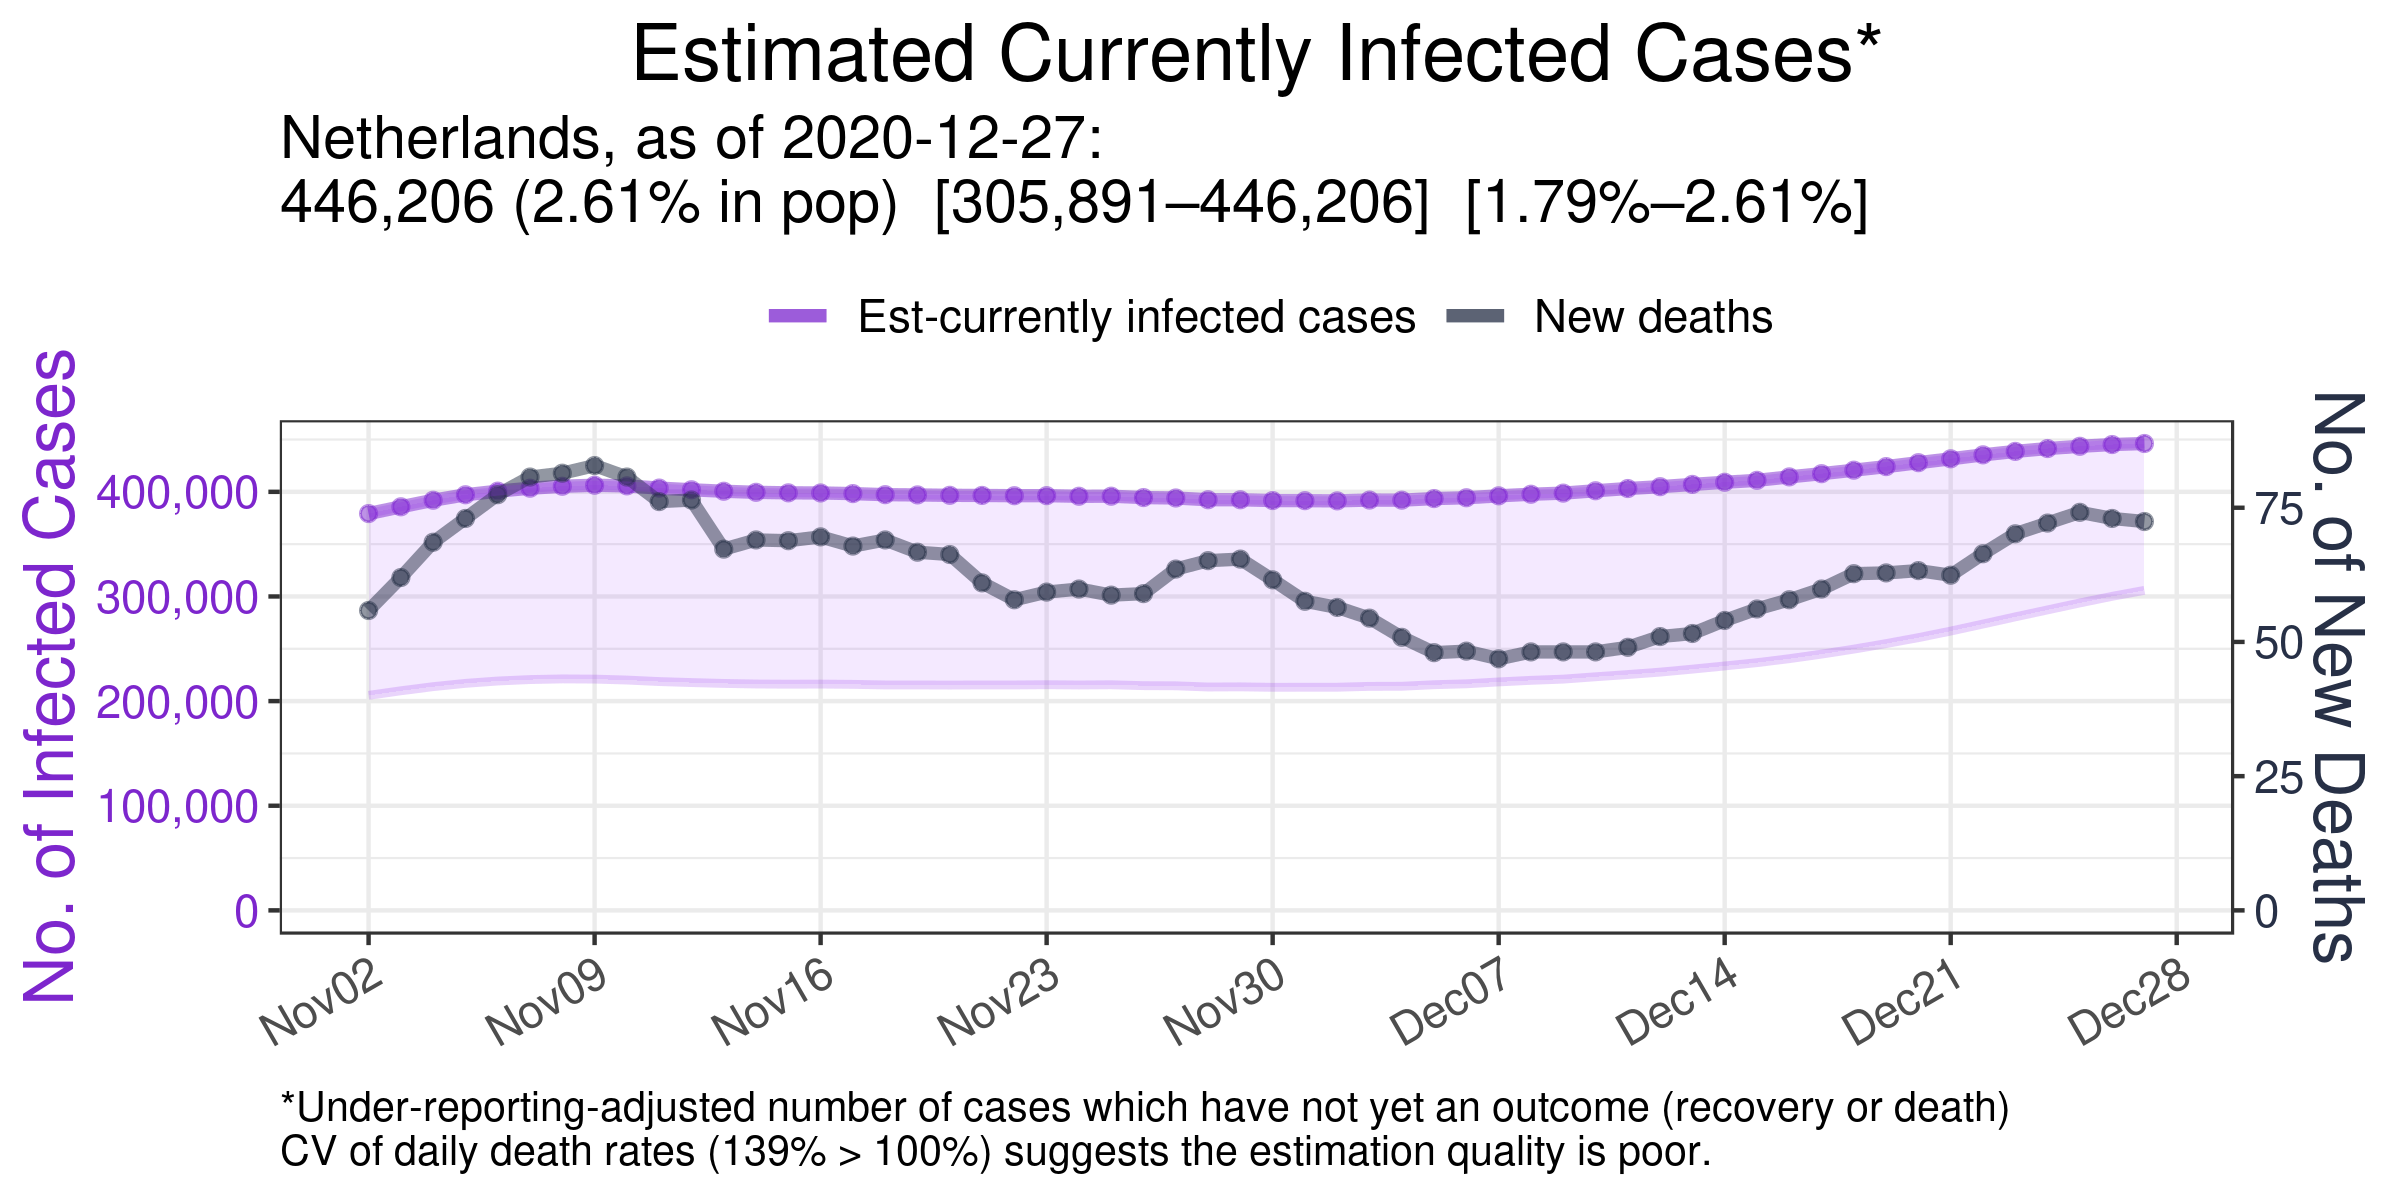 Estimated Currently Infected Cases*
Netherlands, as of 2020-12-27:
446,206 (2.61% in pop)  [305,891–446,206]  [1.79%–2.61%]
Est-currently infected cases
New deaths
No. of Infected Cases
400,000
300,000
200,000
100,000
0
75
50
25
0
No. of New Deaths
Nov02
Nov09
Nov16
Nov23
Nov30
Dec07
Dec14
Dec21
Dec28
*Under-reporting-adjusted number of cases which have not yet an outcome (recovery or death)
CV of daily death rates (139% > 100%) suggests the estimation quality is poor.